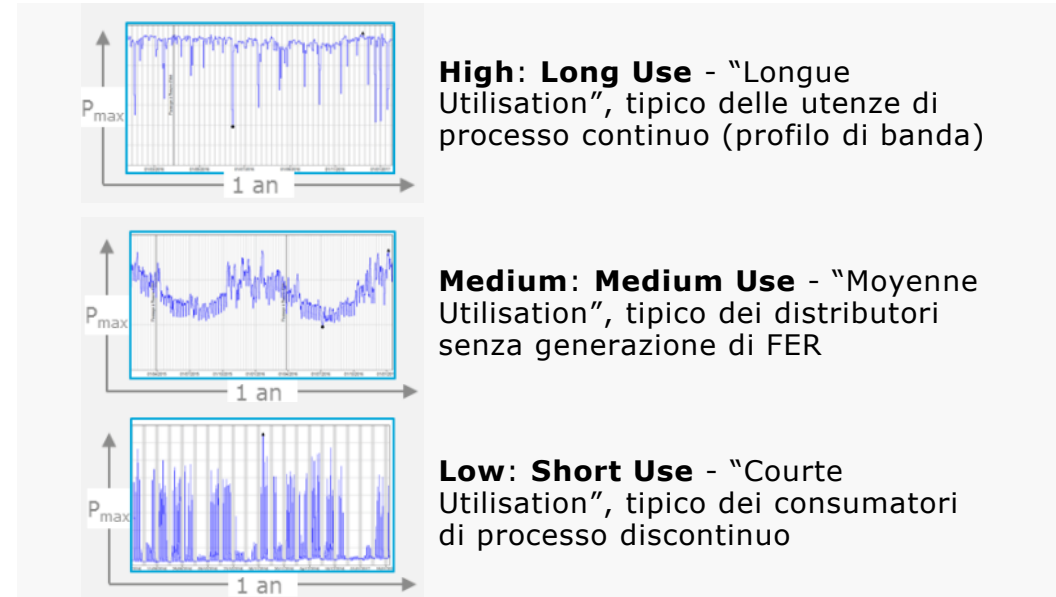 High: Long Use - “Longue
Utilisation”, tipico delle utenze di
processo continuo (profilo di banda)
Pmax
1 an
Medium: Medium Use - “Moyenne
Utilisation”, tipico dei distributori
senza generazione di FER
Pmax
1 an
Low: Short Use - “Courte
Utilisation”, tipico dei consumatori
di processo discontinuo
Pmax
1 an